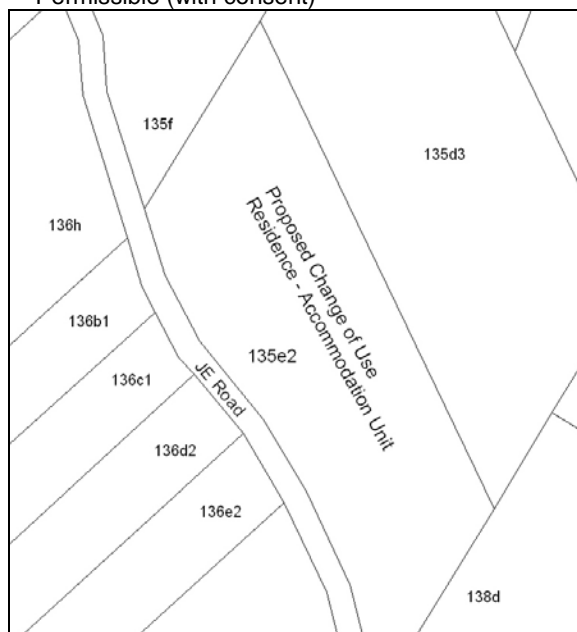 Permissible (with consent)
135f
135d3
136h
Proposed Change of Use
Residence - Accommodation Unit
136b1
135e2
136c1
JE Road
136d2
136e2
138d